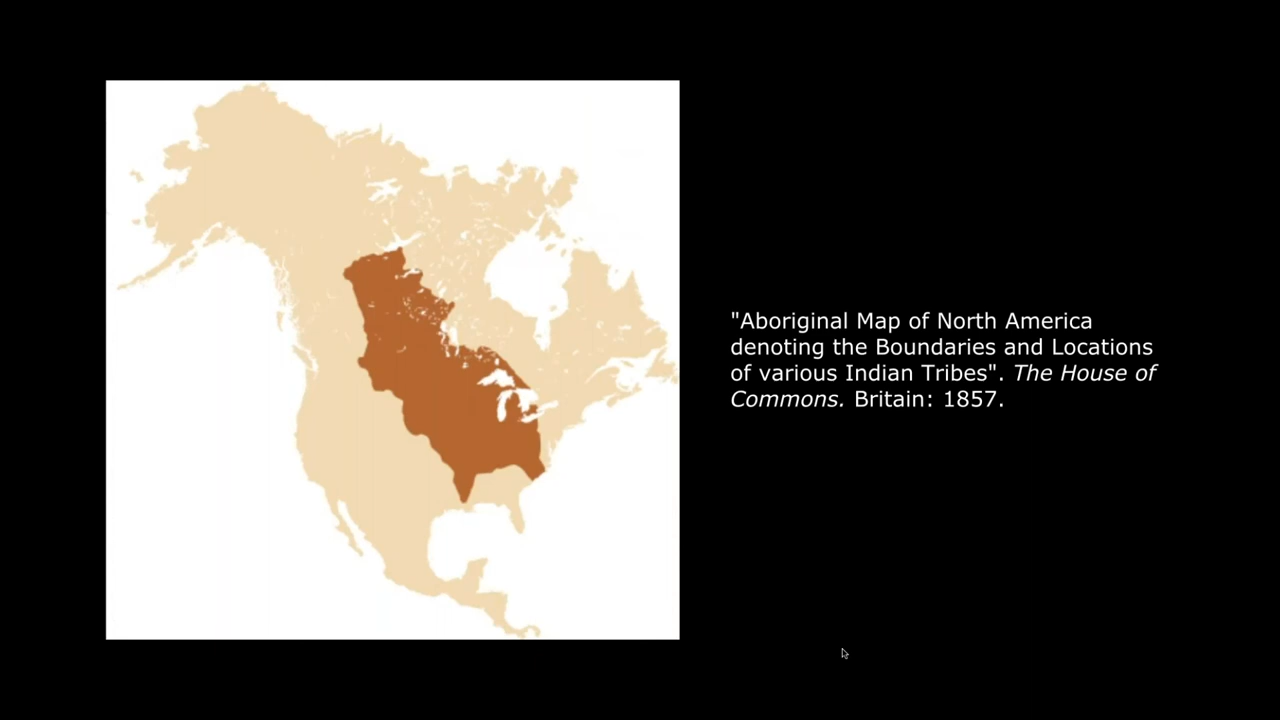 "Aboriginal Map of North America
denoting the Boundaries and Locations
of various Indian Tribes". The House of
Commons. Britain: 1857.